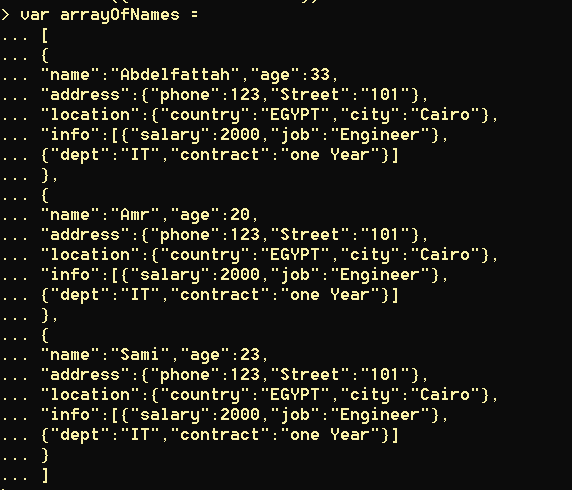 > var arrayOfNames =
... [
... {
... "name":"Abdelfattah","age":33,
... "address":{"phone":123,"Street":"101"},
... "location":{"country":"EGYPT","city":"Cairo"},
... "info":[{"salary":2000,"job":"Engineer"},
... {"dept":"IT","contract":"one Year"}]
... },
... {
... "name":"Amr","age":20,
... "address":{"phone":123,"Street":"101"},
... "location":{"country":"EGYPT","city":"Cairo"},
... "info":[{"salary":2000,"job":"Engineer"},
... {"dept":"IT","contract":"one Year"}]
... },
... {
... "name":"Sami","age":23,
... "address":{"phone":123,"Street":"101"},
... "location":{"country":"EGYPT","city":"Cairo"},
... "info":[{"salary":2000,"job":"Engineer"},
... {"dept":"IT","contract":"one Year"}]
... }
... ]